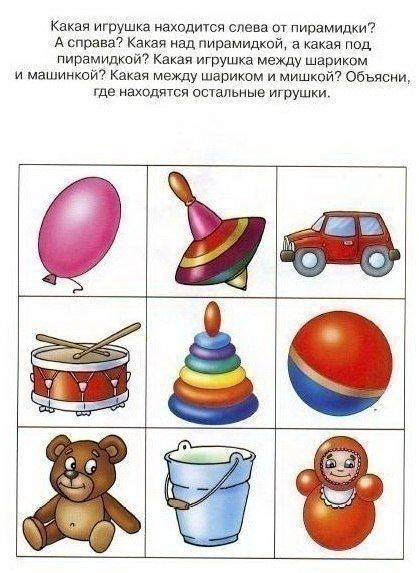 Какая игрушка находится слева от пирамидки?
А справа? Какая над пирамидкой, а какая под
пирамидкой? Какая игрушка между шариком
и машинкой? Какая между шариком и мишкой? Объясни,
где находятся остальные игрушки.